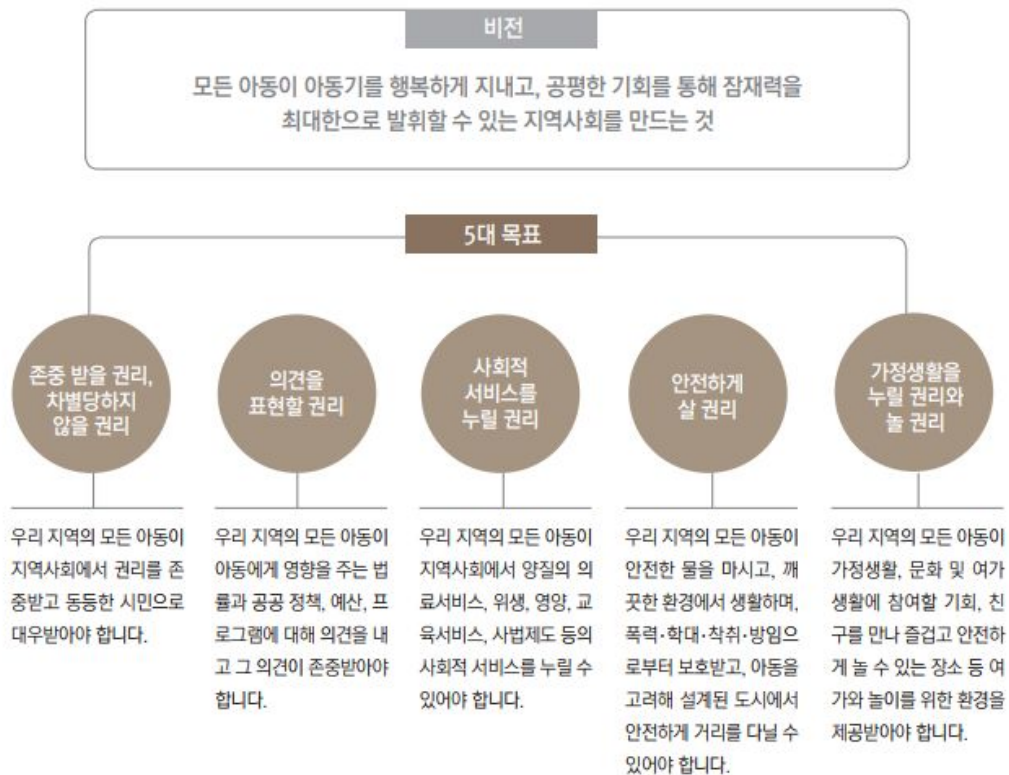 비전
모든 아동이 아동기를 행복하게 지내고, 공평한 기회를 통해 잠재력을
최대한으로 발휘할 수 있는 지역사회를 만드는 것
5대 목표
존중 받을 권리,
차별당하지
않을 권리
우리 지역의 모든 아동이
지역사회에서 권리를 존
중받고 동등한 시민으로
대우받아야 합니다.
의견을
표현할 권리
우리 지역의 모든 아동이
아동에게 영향을 주는 법
률과 공공 정책, 예산, 프
로그램에 대해 의견을 내
고 그 의견이 존중받아야
합니다.
사회적
서비스를
누릴 권리
우리 지역의 모든 아동이
지역사회에서 양질의 의
료서비스, 위생, 영양, 교
육서비스, 사법제도 등의
사회적 서비스를 누릴 수
있어야 합니다.
안전하게
살 권리
우리 지역의 모든 아동이
안전한 물을 마시고, 깨
끗한 환경에서 생활하며,
폭력·학대·착취·방임으
로부터 보호받고, 아동을
고려해 설계된 도시에서
안전하게 거리를 다닐 수
있어야 합니다.
가정생활을
누릴 권리와
놀 권리
우리 지역의 모든 아동이
가정생활, 문화 및 여가
생활에 참여할 기회, 친
구를 만나 즐겁고 안전하
게 놀 수 있는 장소 등 여
가와 놀이를 위한 환경을
제공받아야 합니다.